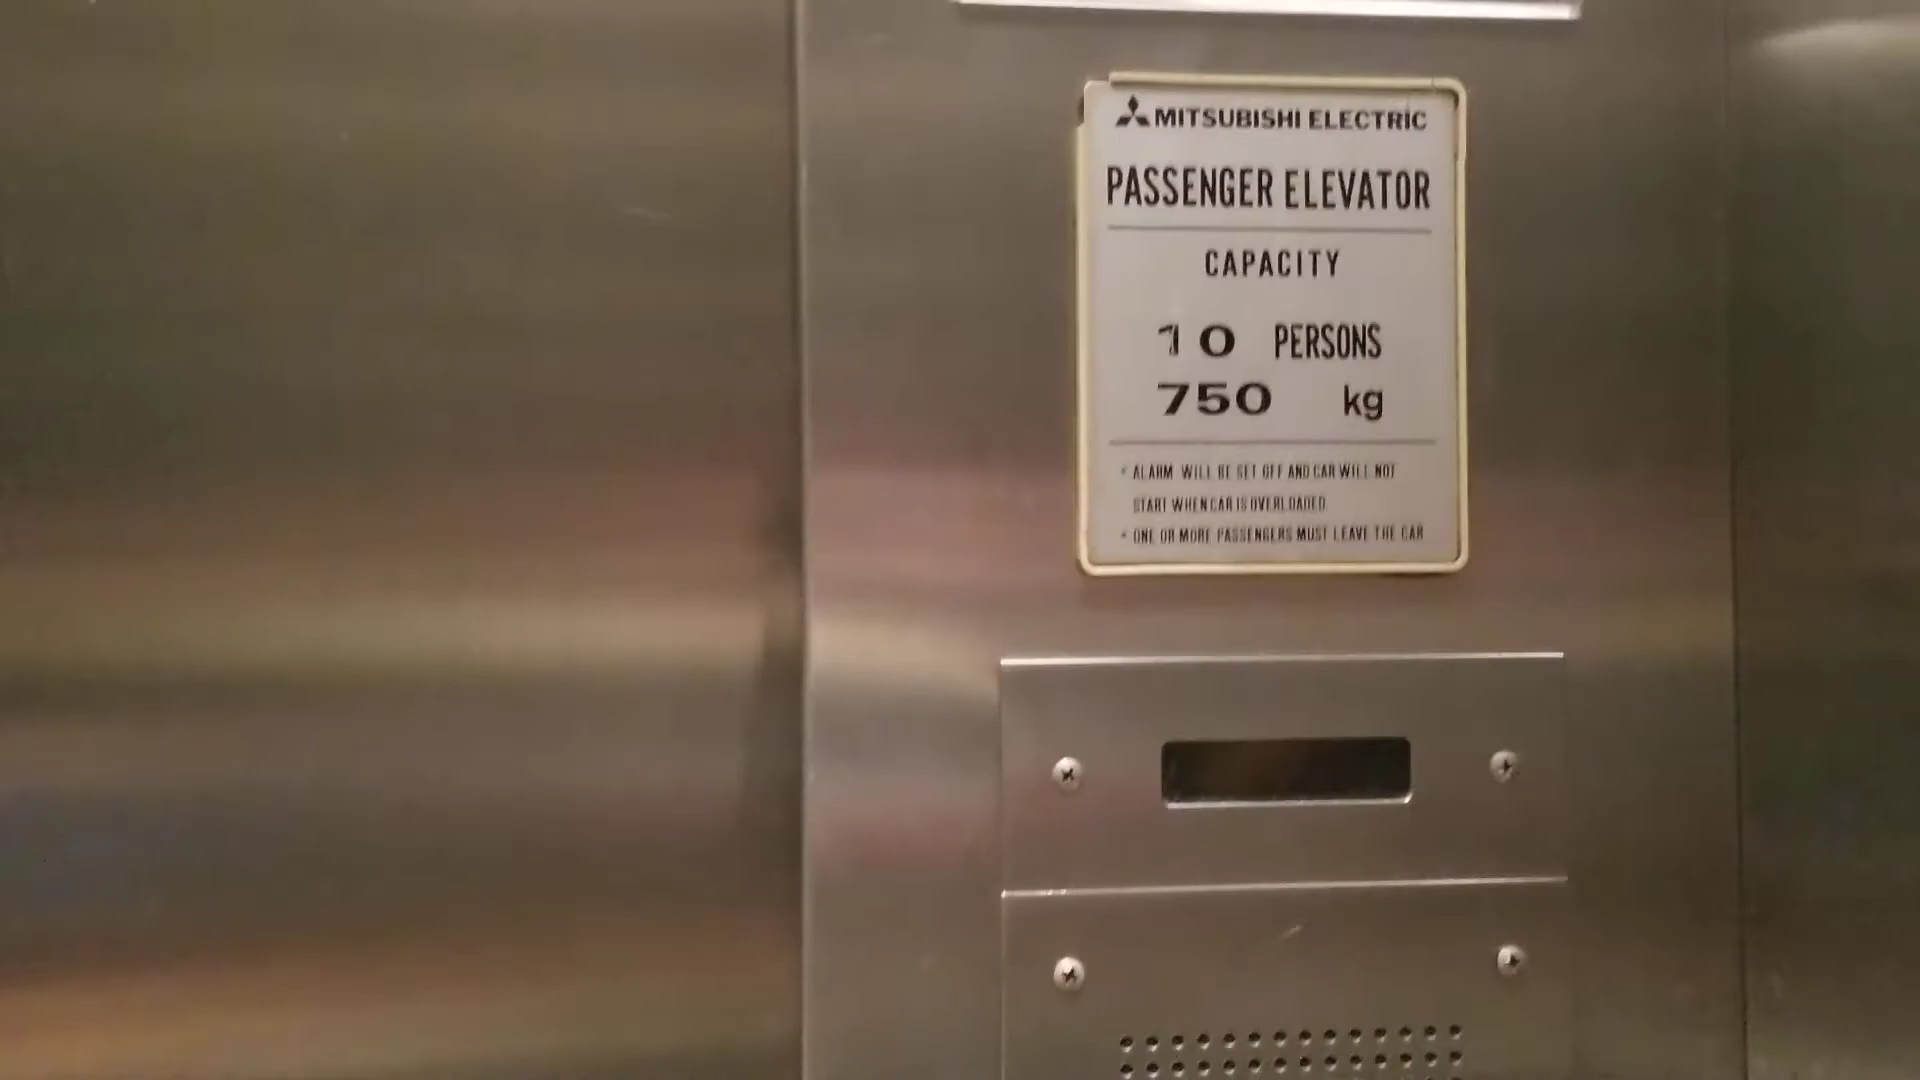 MITSUBISHI ELECTRIC
PASSENGER ELEVATOR
CAPACITY
10 PERSONS
750 kg
* ALARM WILL BE SET OFF AND CAR WILL NOT
START WHEN CAR IS OVERLOADED.
* ONE OR MORE PASSENGERS MUST LEAVE THE CAR